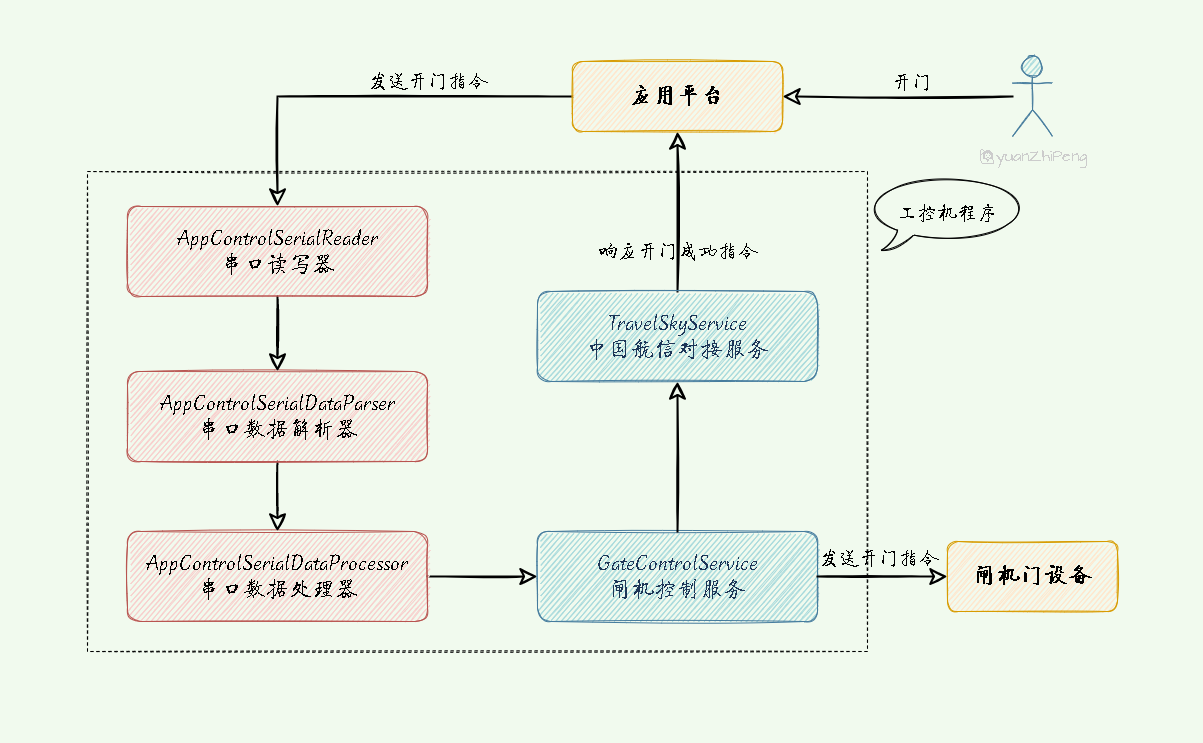 发送开门指令
应用平台
开门
@yuanZhiPeng
AppControlSerialReader
串口读写器
工控机程序
响应开门成功指令
TravelSkyService
中国航信对接服务
AppControlSerialDataParser
串口数据解析器
AppControlSerialDataProcessor
串口数据处理器
GateControlService
闸机控制服务
发送开门指令
闸机门设备